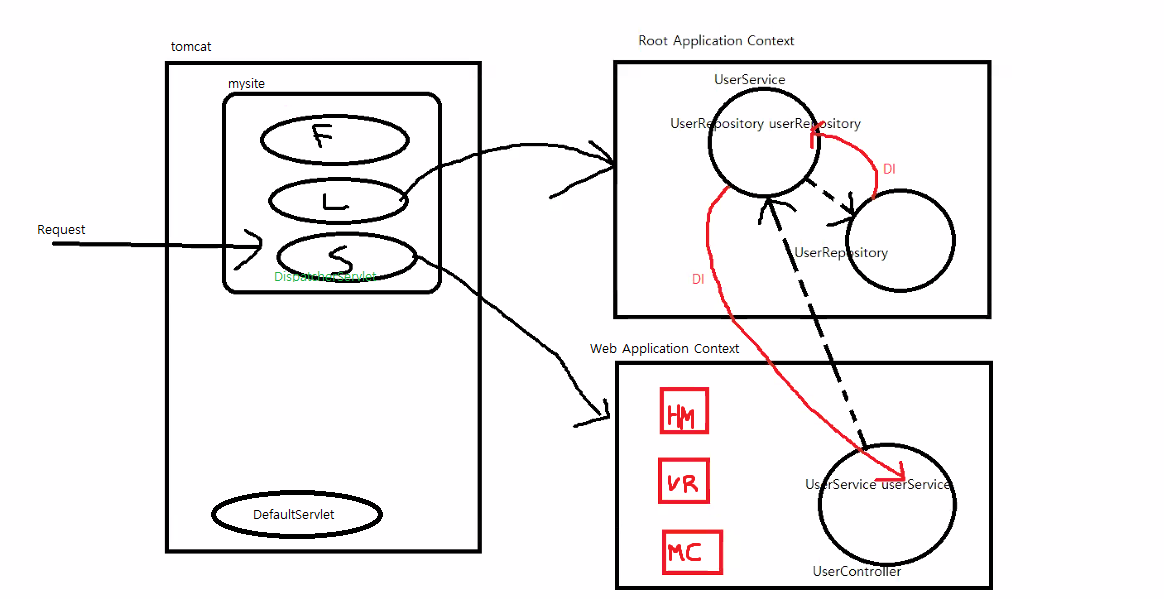 tomcat
mysite
F
L
S
DispatcherServlet
Request
DefaultServlet
Root Application Context
UserService
UserRepository userRepository
DI
UserRepository
DI
Web Application Context
HM
VR
MC
UserService userService
UserController